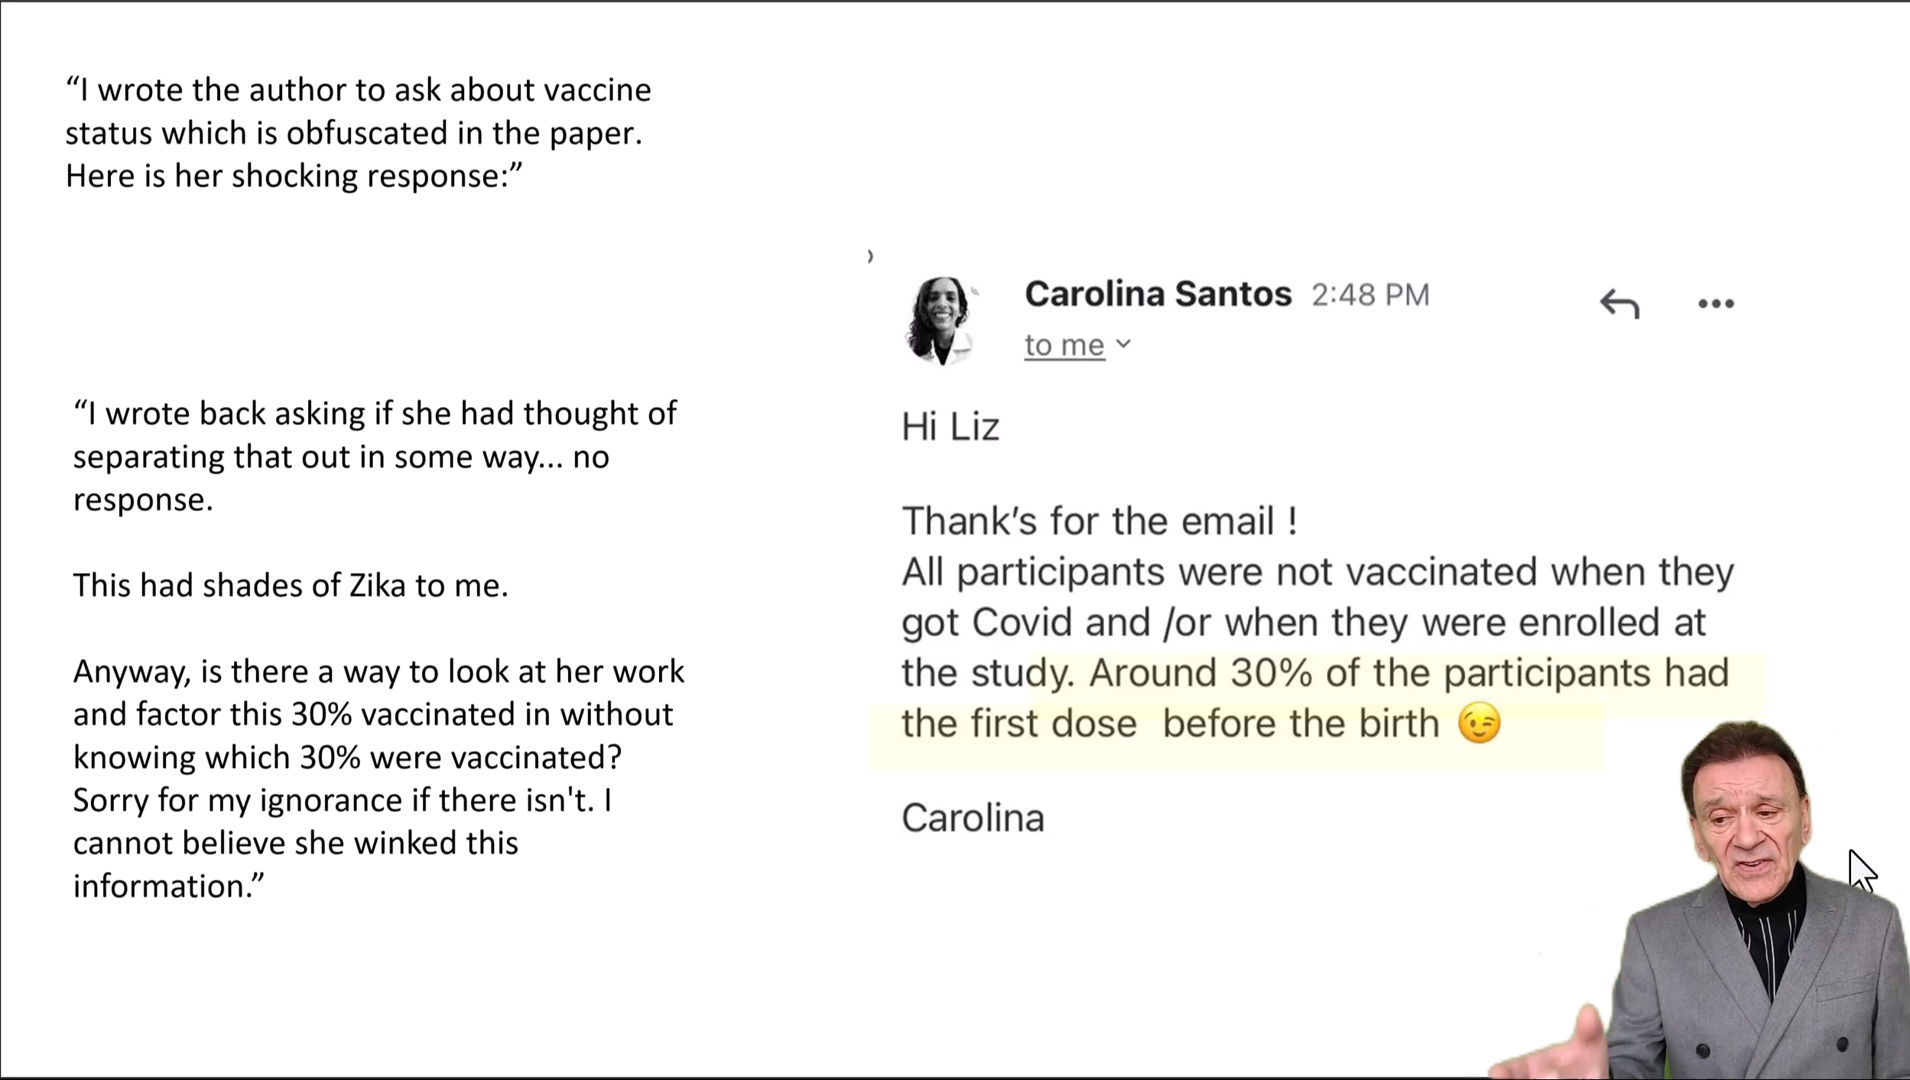 “I wrote the author to ask about vaccine
status which is obfuscated in the paper.
Here is her shocking response:”
Carolina Santos 2:48 PM
to me
Hi Liz
Thank’s for the email !
All participants were not vaccinated when they
got Covid and /or when they were enrolled at
the study. Around 30% of the participants had
the first dose before the birth 😉
Carolina
“I wrote back asking if she had thought of
separating that out in some way... no
response.
This had shades of Zika to me.
Anyway, is there a way to look at her work
and factor this 30% vaccinated in without
knowing which 30% were vaccinated?
Sorry for my ignorance if there isn't. I
cannot believe she winked this
information.”